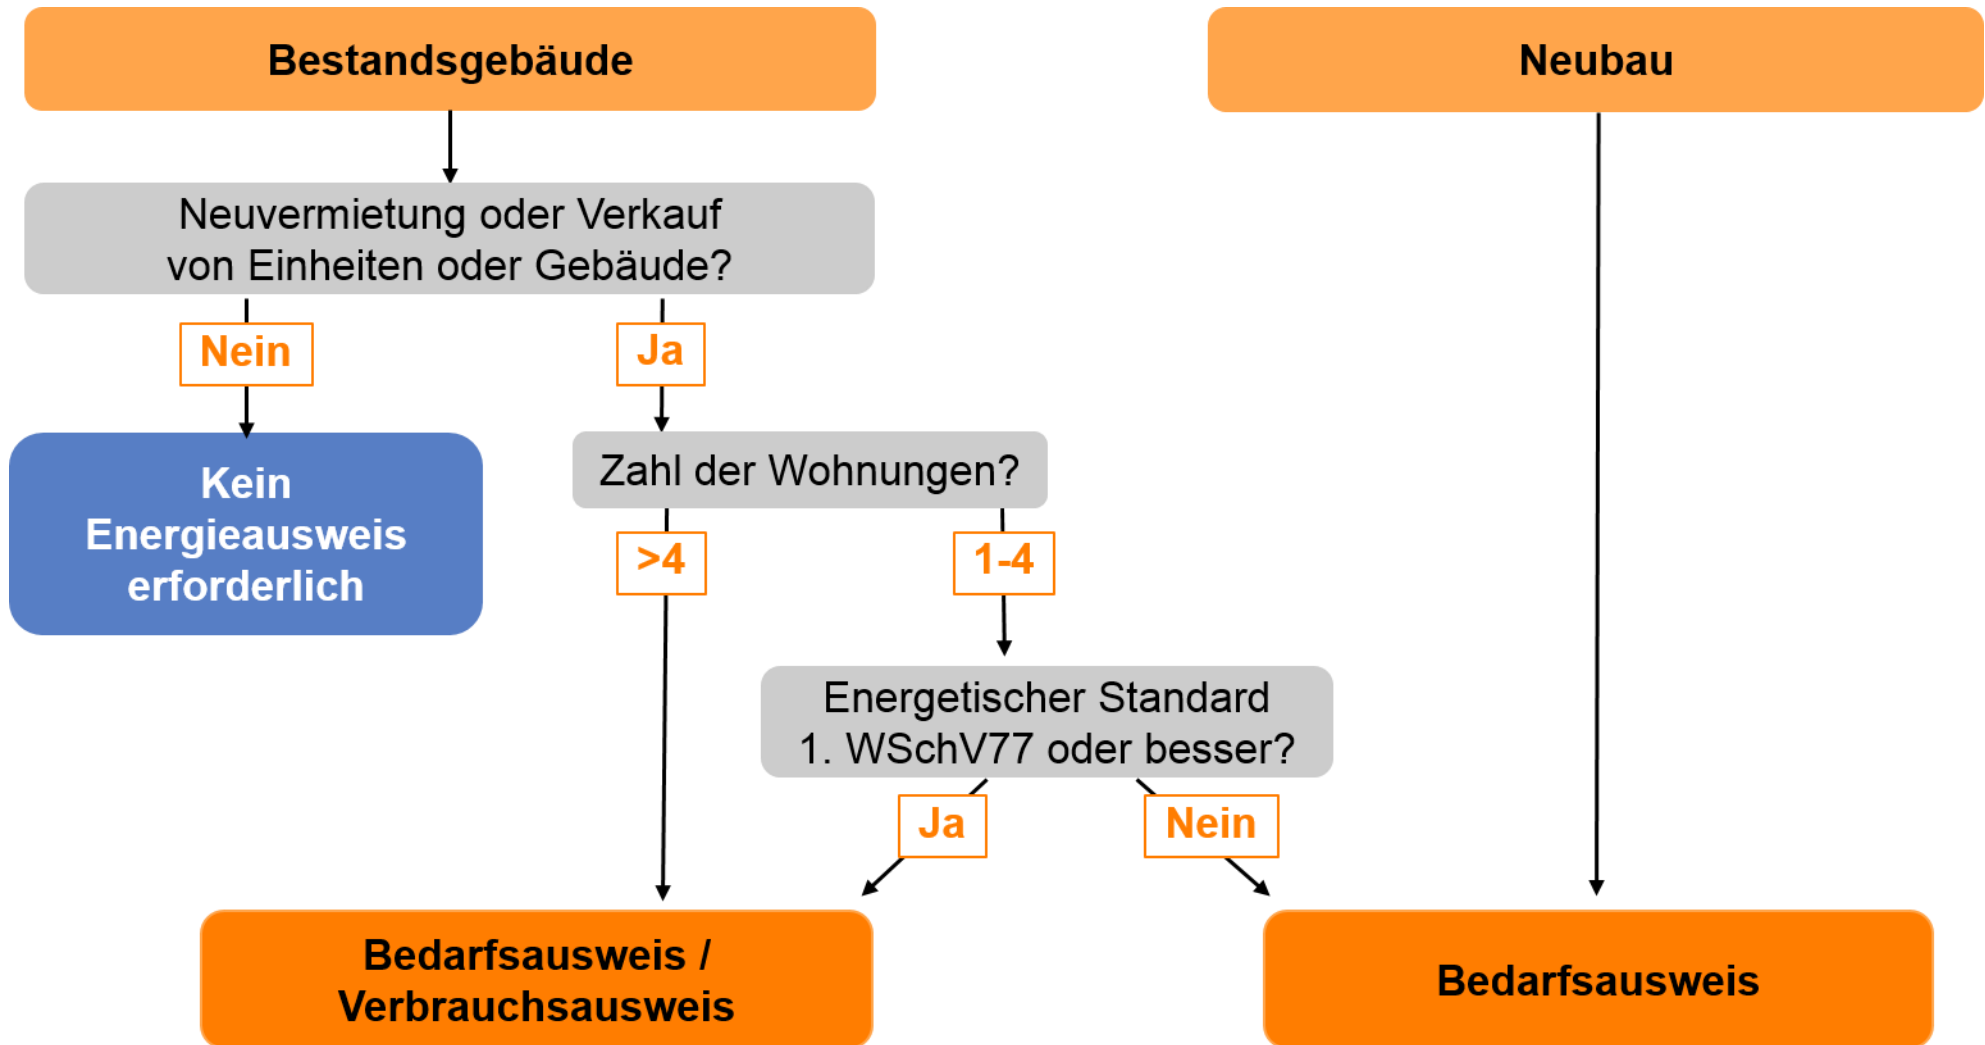 Bestandsgebäude
Neubau
Neuvermietung oder Verkauf
von Einheiten oder Gebäude?
Nein
Ja
Kein
Energieausweis
erforderlich
Zahl der Wohnungen?
>4
1-4
Energetischer Standard
1. WSchV77 oder besser?
Ja
Nein
Bedarfsausweis /
Verbrauchsausweis
Bedarfsausweis